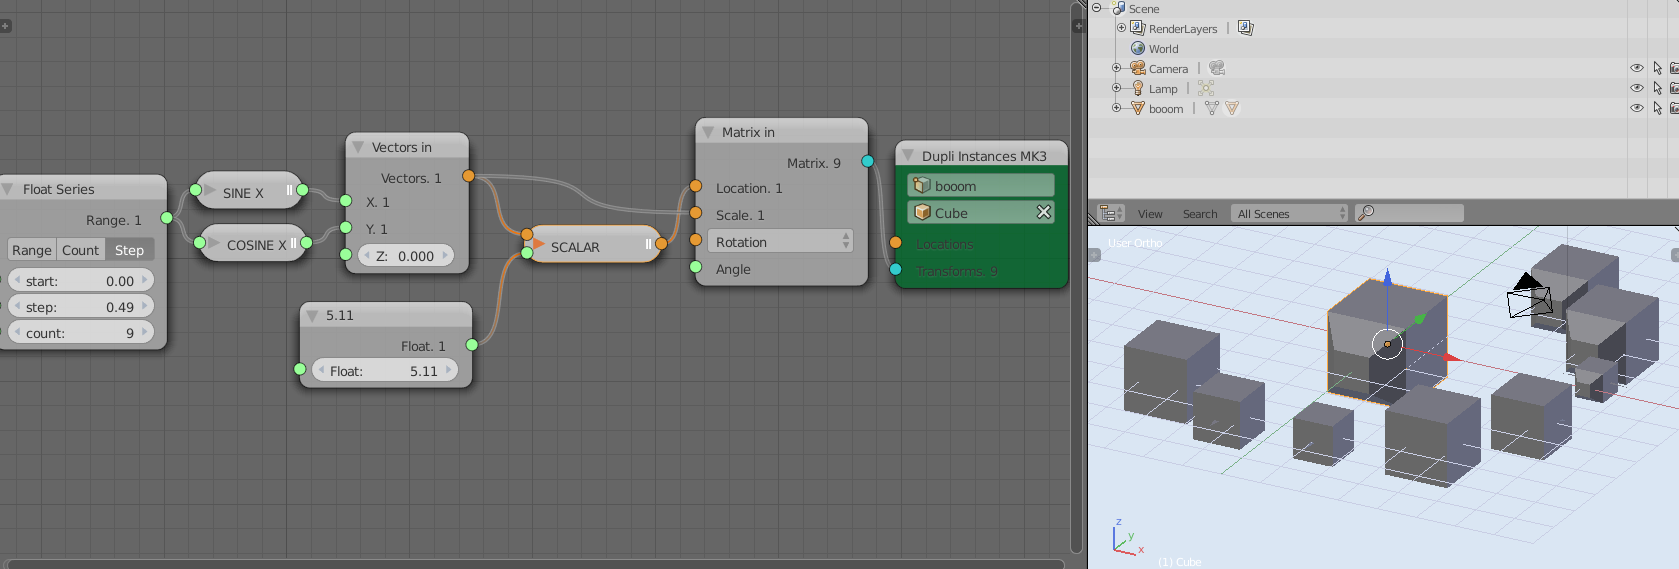 Float Series
Range. 1
Range Count Step
start: 0.00
step: 0.49
count: 9
SINE X
COSINE X
Vectors in
Vectors. 1
X. 1
Y. 1
Z: 0.000
5.11
Float. 1
Float: 5.11
SCALAR
Matrix in
Matrix. 9
Location. 1
Scale. 1
Rotation
Angle
Dupli Instances MK3
booom
Cube
Locations
Transforms. 9
Scene
RenderLayers
World
Camera
Lamp
booom
View Search All Scenes
User Ortho
z
y
x
(1) Cube